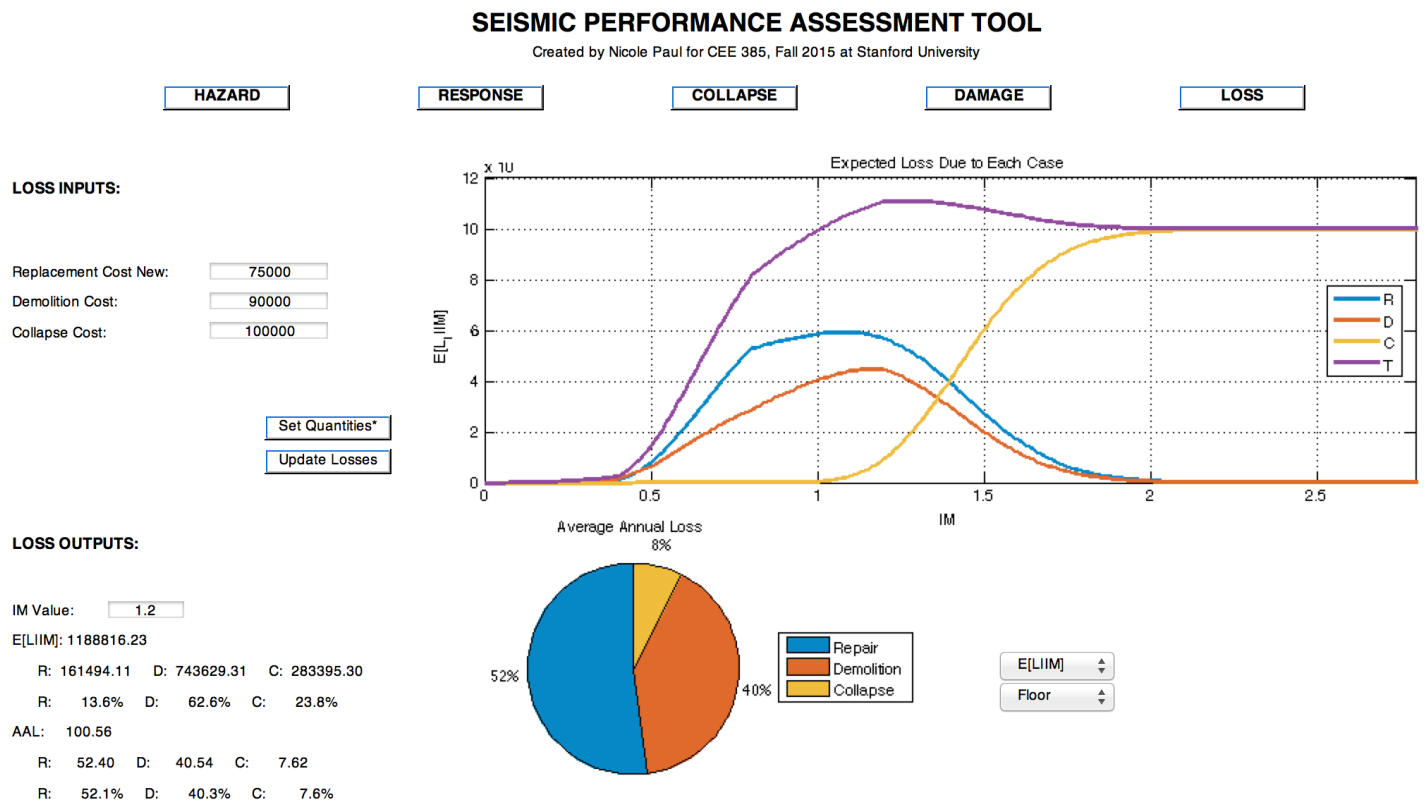 SEISMIC PERFORMANCE ASSESSMENT TOOL
Created by Nicole Paul for CEE 385, Fall 2015 at Stanford University
HAZARD RESPONSE COLLAPSE DAMAGE LOSS
LOSS INPUTS:
Replacement Cost New: 75000
Demolition Cost: 90000
Collapse Cost: 100000
Set Quantities*
Update Losses
Expected Loss Due to Each Case
x 10
12
10
8
6
4
2
0
E[L_I|IM]
0 0.5 1 1.5 2 2.5
IM
R
D
C
T
LOSS OUTPUTS:
IM Value: 1.2
E[LIIM]: 1188816.23
R: 161494.11 D: 743629.31 C: 283395.30
R: 13.6% D: 62.6% C: 23.8%
AAL: 100.56
R: 52.40 D: 40.54 C: 7.62
R: 52.1% D: 40.3% C: 7.6%
Average Annual Loss
8%
52%
40%
Repair
Demolition
Collapse
E[LIIM]
Floor